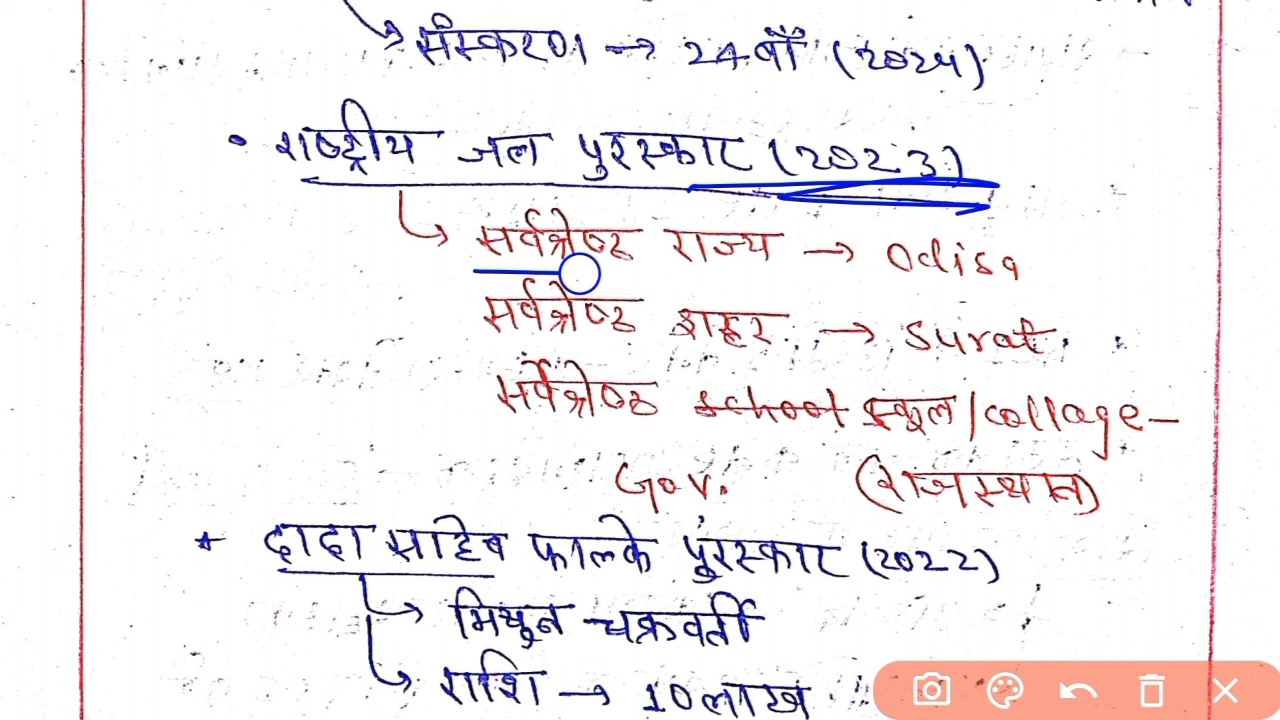 → संस्करण → 24वाँ (2024)
• राष्ट्रीय जल पुरस्कार (2023)
↳ सर्वश्रेष्ठ राज्य → Odisa
सर्वश्रेष्ठ शहर → Surat
सर्वश्रेष्ठ school स्कूल/collage -
Gov. (राजस्थान)
* दादा साहेब फाल्के पुरस्कार (2022)
↳ मिथुन चक्रवर्ती
↳ राशि → 10 लाख